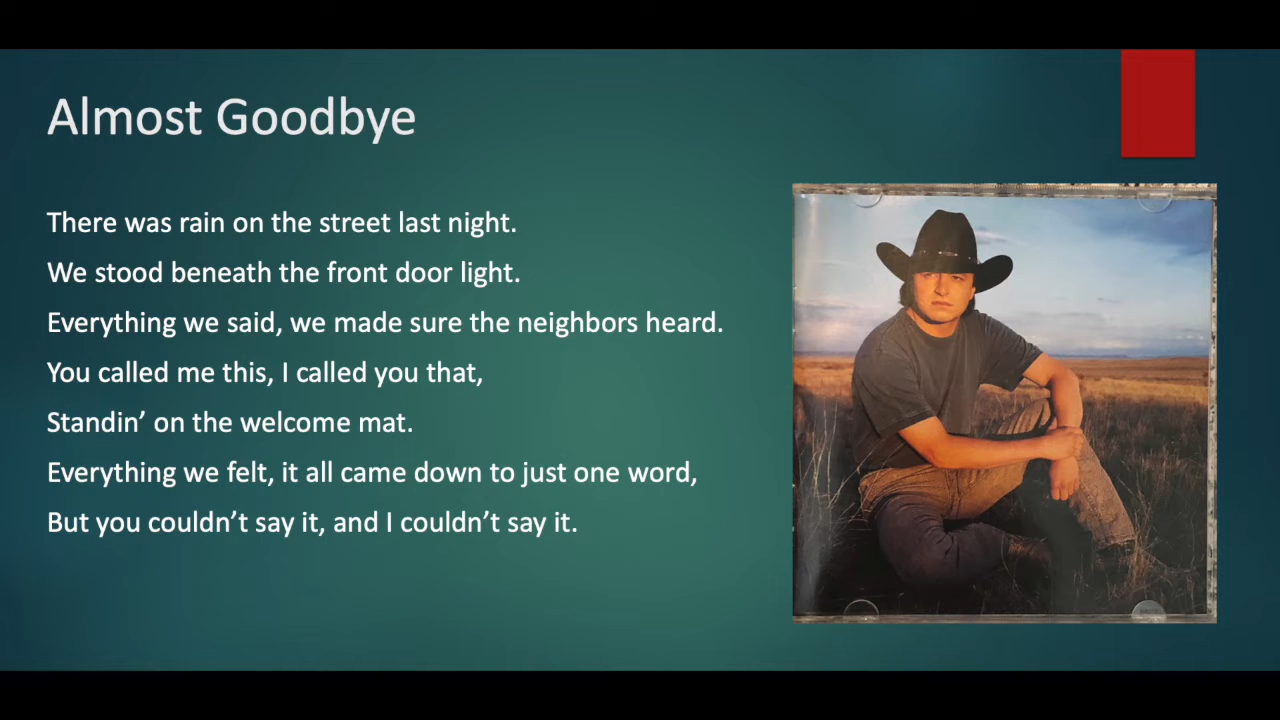 Almost Goodbye
There was rain on the street last night.
We stood beneath the front door light.
Everything we said, we made sure the neighbors heard.
You called me this, I called you that,
Standin’ on the welcome mat.
Everything we felt, it all came down to just one word,
But you couldn’t say it, and I couldn’t say it.